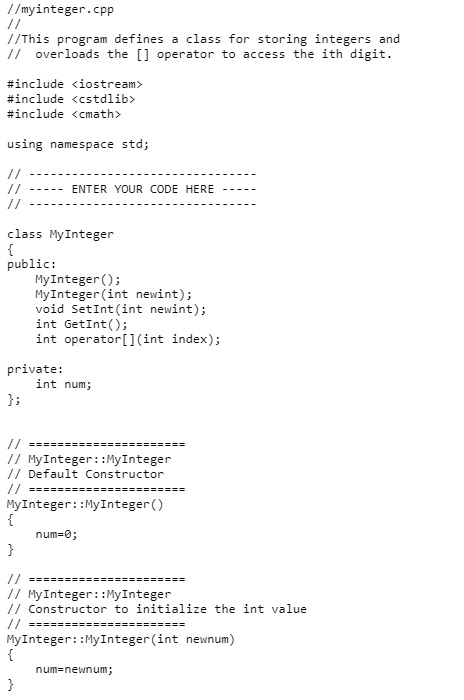 //myinteger.cpp
//
//This program defines a class for storing integers and
//  overloads the [] operator to access the ith digit.

#include <iostream>
#include <cstdlib>
#include <cmath>

using namespace std;

// --------------------------------
// ----- ENTER YOUR CODE HERE -----
// --------------------------------

class MyInteger
{
public:
    MyInteger();
    MyInteger(int newint);
    void SetInt(int newint);
    int GetInt();
    int operator[](int index);

private:
    int num;
};


// ======================
// MyInteger::MyInteger
// Default Constructor
// ======================
MyInteger::MyInteger()
{
    num=0;
}

// ======================
// MyInteger::MyInteger
// Constructor to initialize the int value
// ======================
MyInteger::MyInteger(int newnum)
{
    num=newnum;
}